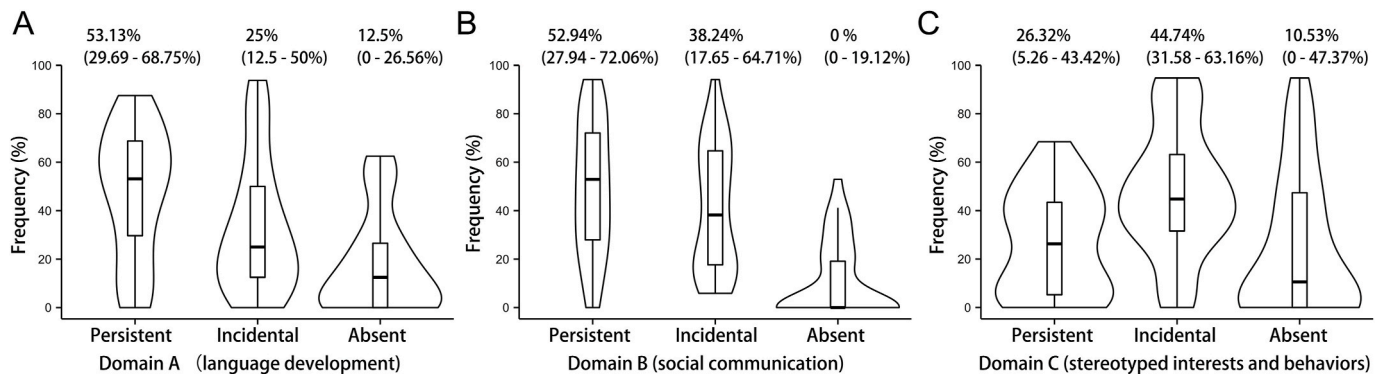 A
53.13%
(29.69 - 68.75%)
25%
(12.5 - 50%)
12.5%
(0 - 26.56%)
Frequency (%)
100
80
60
40
20
0
Persistent
Incidental
Absent
Domain A (language development)
B
52.94%
(27.94 - 72.06%)
38.24%
(17.65 - 64.71%)
0 %
(0 - 19.12%)
Frequency (%)
100
80
60
40
20
0
Persistent
Incidental
Absent
Domain B (social communication)
C
26.32%
(5.26 - 43.42%)
44.74%
(31.58 - 63.16%)
10.53%
(0 - 47.37%)
Frequency (%)
100
80
60
40
20
0
Persistent
Incidental
Absent
Domain C (stereotyped interests and behaviors)